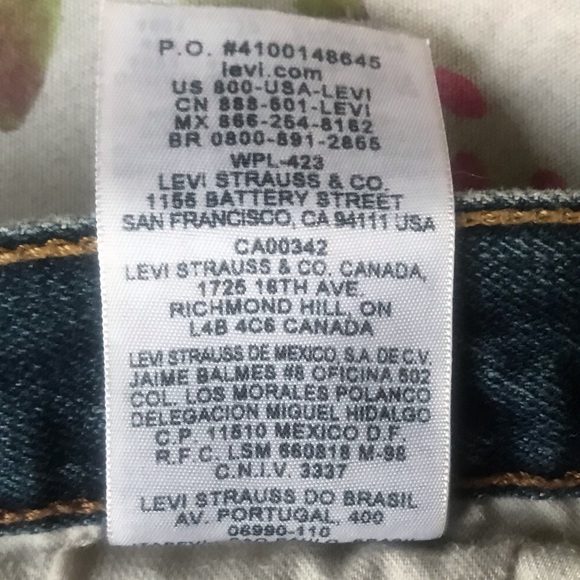 P.O. #4100148645
levi.com
US 800-USA-LEVI
CN 888-501-LEVI
MX 866-254-8162
BR 0800-891-2855
WPL-423
LEVI STRAUSS & CO.
1155 BATTERY STREET
SAN FRANCISCO, CA 94111 USA
CA00342
LEVI STRAUSS & CO. CANADA,
1725 16TH AVE.
RICHMOND HILL, ON
L4B 4C6 CANADA
LEVI STRAUSS DE MEXICO, S.A. DE C.V.
JAIME BALMES #8 OFICINA 502
COL. LOS MORALES POLANCO
DELEGACION MIGUEL HIDALGO
C.P. 11510 MEXICO D.F.
R.F.C. LSM 660818 M-98
C.N.I.V. 3337
LEVI STRAUSS DO BRASIL
AV. PORTUGAL, 400
06990-110